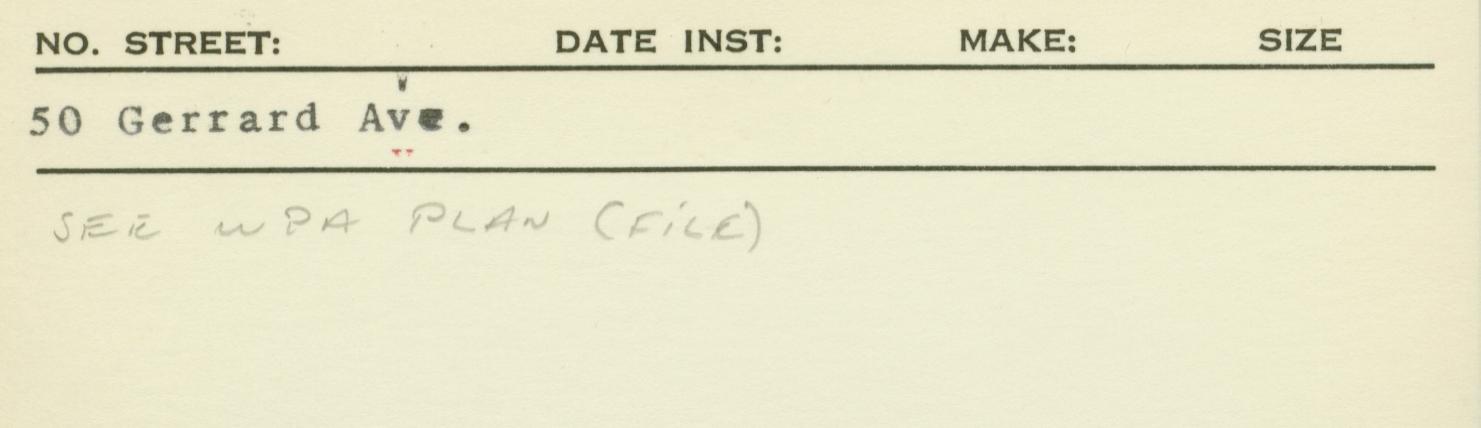 NO. STREET: DATE INST: MAKE: SIZE
50 Gerrard Ave.
SEE WPA PLAN (FILE)